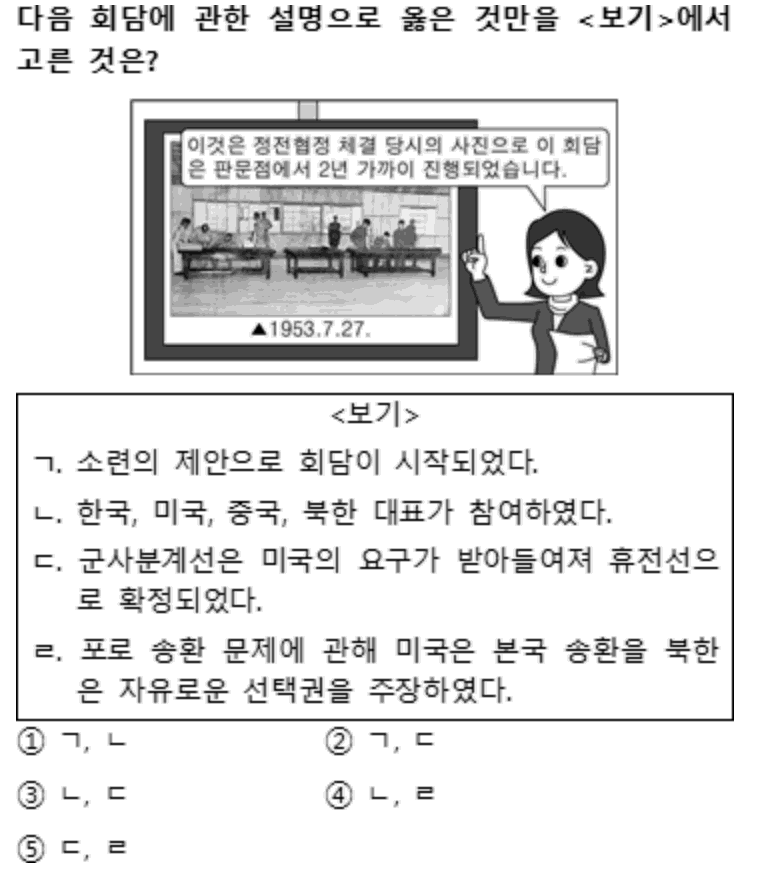 다음 회담에 관한 설명으로 옳은 것만을 <보기>에서
고른 것은?
이것은 정전협정 체결 당시의 사진으로 이 회담
은 판문점에서 2년 가까이 진행되었습니다.
▲1953.7.27.
<보기>
ㄱ. 소련의 제안으로 회담이 시작되었다.
ㄴ. 한국, 미국, 중국, 북한 대표가 참여하였다.
ㄷ. 군사분계선은 미국의 요구가 받아들여져 휴전선으
로 확정되었다.
ㄹ. 포로 송환 문제에 관해 미국은 본국 송환을 북한
은 자유로운 선택권을 주장하였다.
① ㄱ, ㄴ ② ㄱ, ㄷ
③ ㄴ, ㄷ ④ ㄴ, ㄹ
⑤ ㄷ, ㄹ